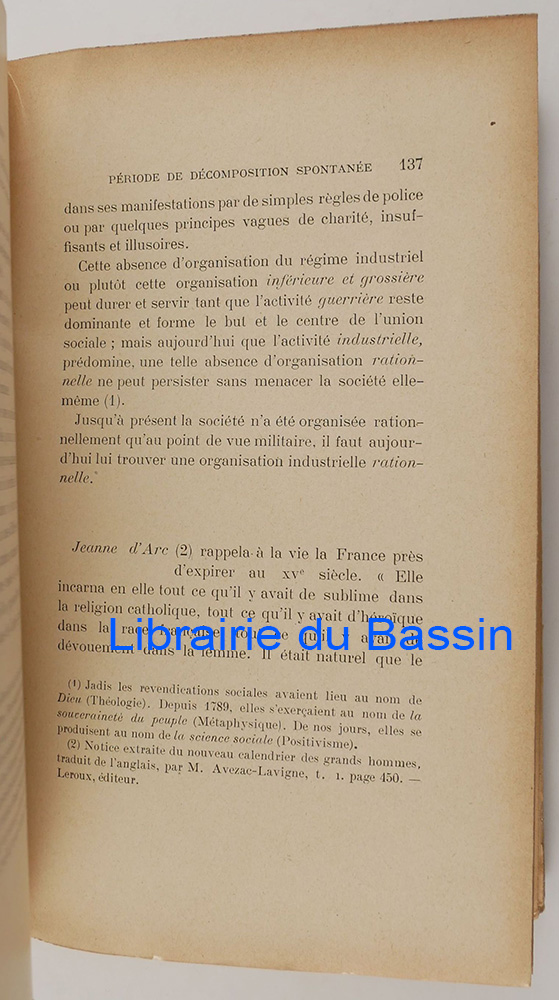 PÉRIODE DE DÉCOMPOSITION SPONTANÉE 137
dans ses manifestations par de simples règles de police
ou par quelques principes vagues de charité, insuf-
fisants et illusoires.
Cette absence d'organisation du régime industriel
ou plutôt cette organisation inférieure et grossière
peut durer et servir tant que l'activité guerrière reste
dominante et forme le but et le centre de l'union
sociale ; mais aujourd'hui que l'activité industrielle,
prédomine, une telle absence d'organisation ration-
nelle ne peut persister sans menacer la société elle-
même (1).
Jusqu'à présent la société n'a été organisée ration-
nellement qu'au point de vue militaire, il faut aujour-
d'hui lui trouver une organisation industrielle ration-
nelle.
Jeanne d'Arc (2) rappela à la vie la France près
d'expirer au XVe siècle. « Elle
incarna en elle tout ce qu'il y avait de sublime dans
la religion catholique, tout ce qu'il y avait d'héroïque
dans la race française, tout ce qu'il y avait de
Librairie du Bassin
dévouement dans la femme. Il était naturel que le
(1) Jadis les revendications sociales avaient lieu au nom de
Dieu (Théologie). Depuis 1789, elles s'exerçaient au nom de la
souceraineté du peuple (Métaphysique). De nos jours, elles se
produisent au nom de la science sociale (Positivisme).
(2) Notice extraite du nouveau calendrier des grands hommes,
traduit de l'anglais, par M. Avezac-Lavigne, t. I. page 450. —
Leroux, éditeur.